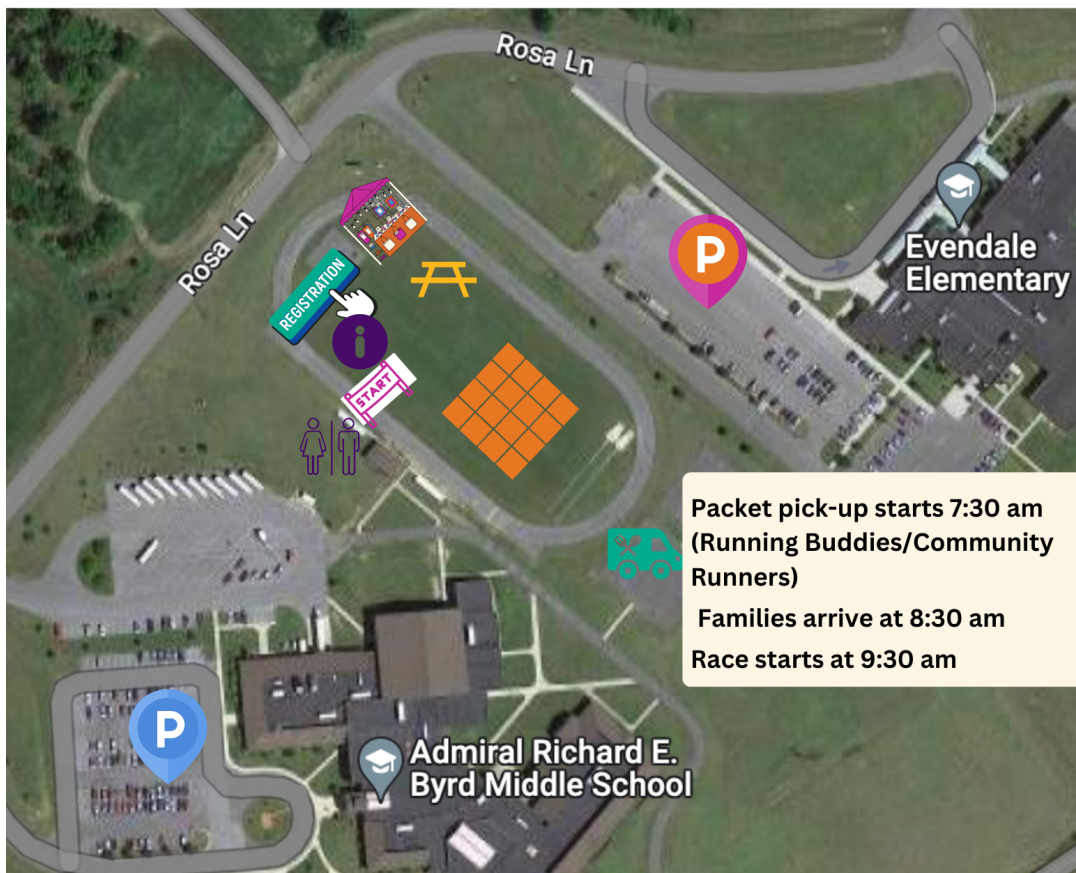 Rosa Ln
Rosa Ln
P
Evendale
Elementary
REGISTRATION
i
START
Packet pick-up starts 7:30 am
(Running Buddies/Community
Runners)
Families arrive at 8:30 am
Race starts at 9:30 am
P
Admiral Richard E.
Byrd Middle School